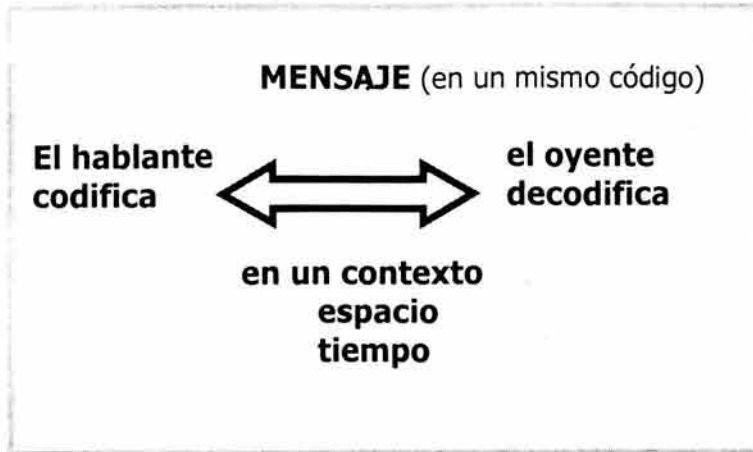 MENSAJE (en un mismo código)
El hablante
codifica
el oyente
decodifica
en un contexto
espacio
tiempo